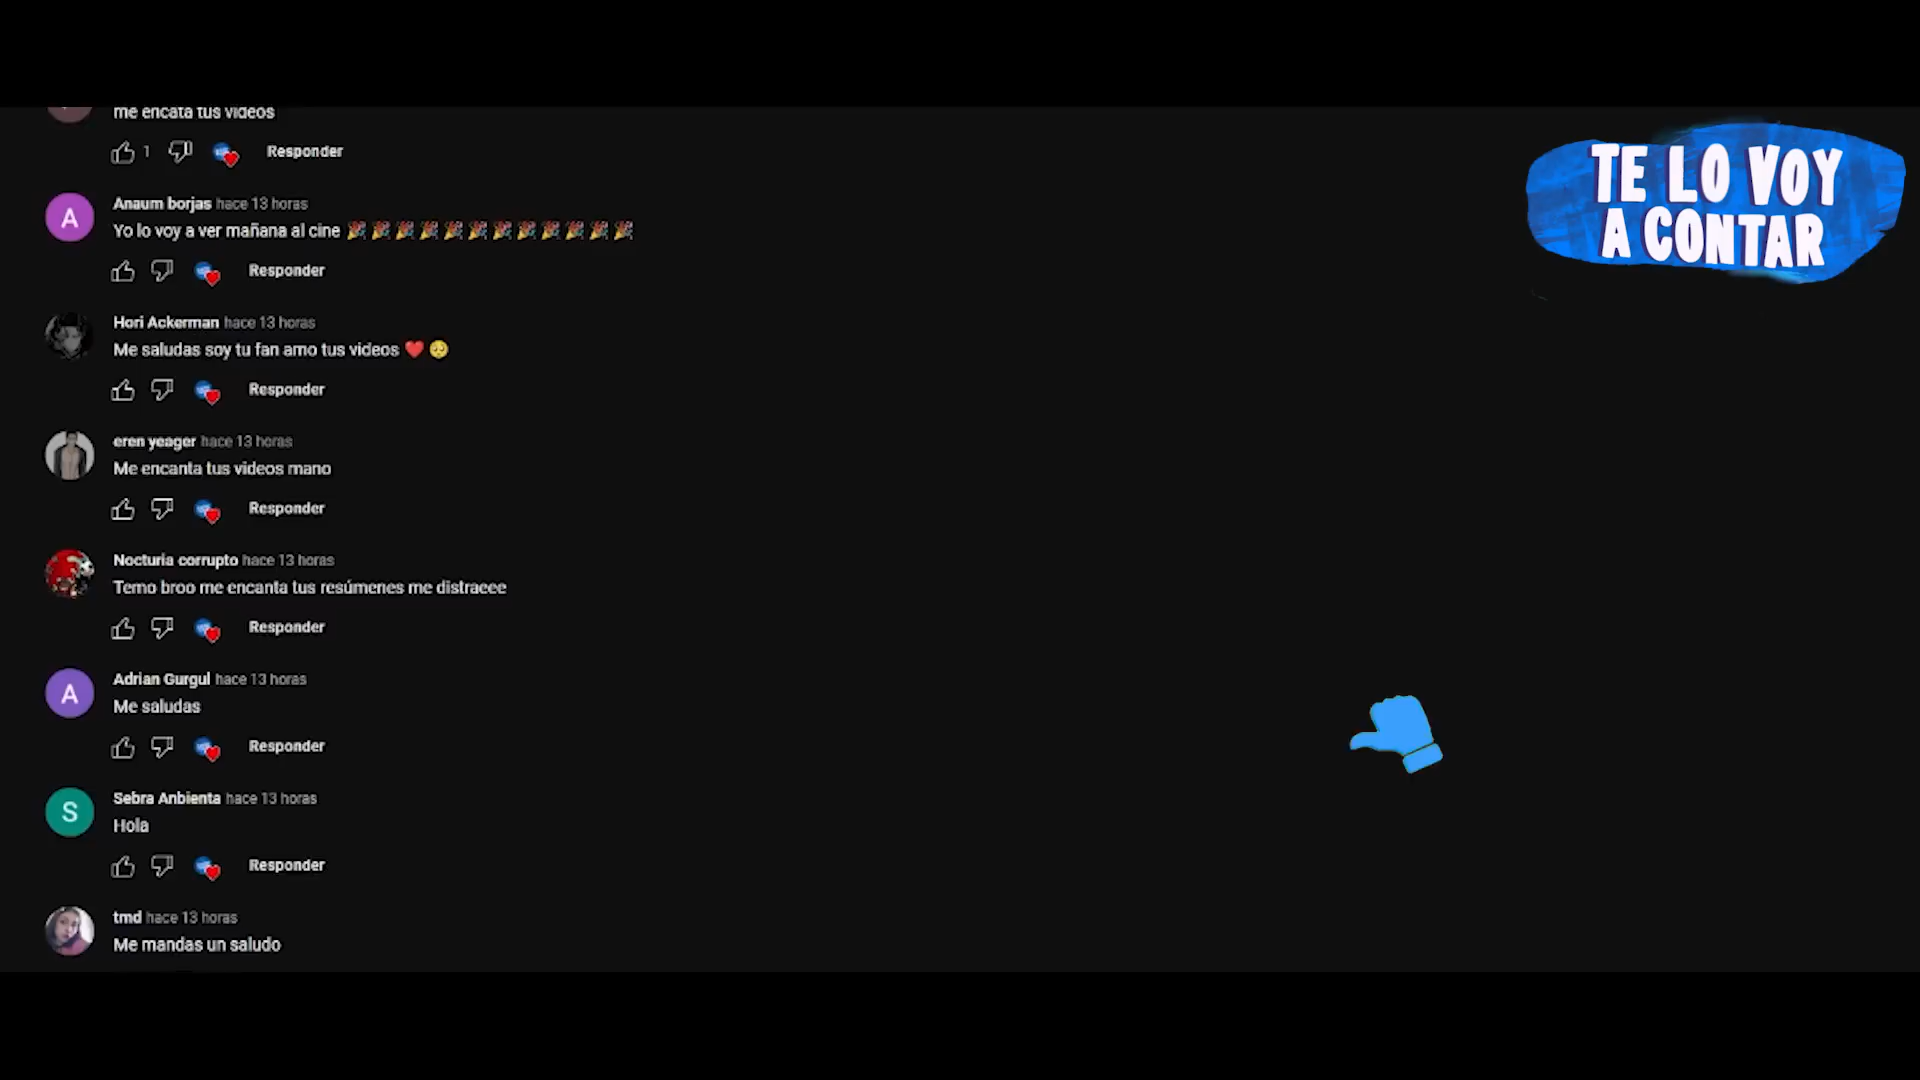 me encata tus videos
1 Responder
Anaum borjas hace 13 horas
Yo lo voy a ver mañana al cine 🎉🎉🎉🎉🎉🎉🎉🎉🎉🎉🎉🎉
Responder
Hori Ackerman hace 13 horas
Me saludas soy tu fan amo tus videos ❤️🥺
Responder
eren yeager hace 13 horas
Me encanta tus videos mano
Responder
Nocturia corrupto hace 13 horas
Temo broo me encanta tus resúmenes me distraeee
Responder
Adrian Gurgul hace 13 horas
A
Me saludas
Responder
Sebra Anbienta hace 13 horas
S
Hola
Responder
tmd hace 13 horas
Me mandas un saludo
TE LO VOY
A CONTAR